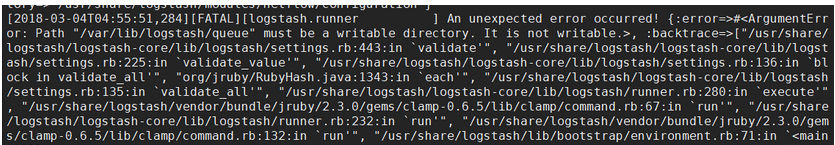 tory=> /usr/share/logstash/modules/netflow/configuration }
[2018-03-04T04:55:51,284][FATAL][logstash.runner          ] An unexpected error occurred! {:error=>#<ArgumentErr
or: Path "/var/lib/logstash/queue" must be a writable directory. It is not writable.>, :backtrace=>["/usr/share/
logstash/logstash-core/lib/logstash/settings.rb:443:in `validate'", "/usr/share/logstash/logstash-core/lib/logst
ash/settings.rb:225:in `validate_value'", "/usr/share/logstash/logstash-core/lib/logstash/settings.rb:136:in `bl
ock in validate_all'", "org/jruby/RubyHash.java:1343:in `each'", "/usr/share/logstash/logstash-core/lib/logstash
/settings.rb:135:in `validate_all'", "/usr/share/logstash/logstash-core/lib/logstash/runner.rb:280:in `execute'"
, "/usr/share/logstash/vendor/bundle/jruby/2.3.0/gems/clamp-0.6.5/lib/clamp/command.rb:67:in `run'", "/usr/share
/logstash/logstash-core/lib/logstash/runner.rb:232:in `run'", "/usr/share/logstash/vendor/bundle/jruby/2.3.0/gem
s/clamp-0.6.5/lib/clamp/command.rb:132:in `run'", "/usr/share/logstash/lib/bootstrap/environment.rb:71:in `<main